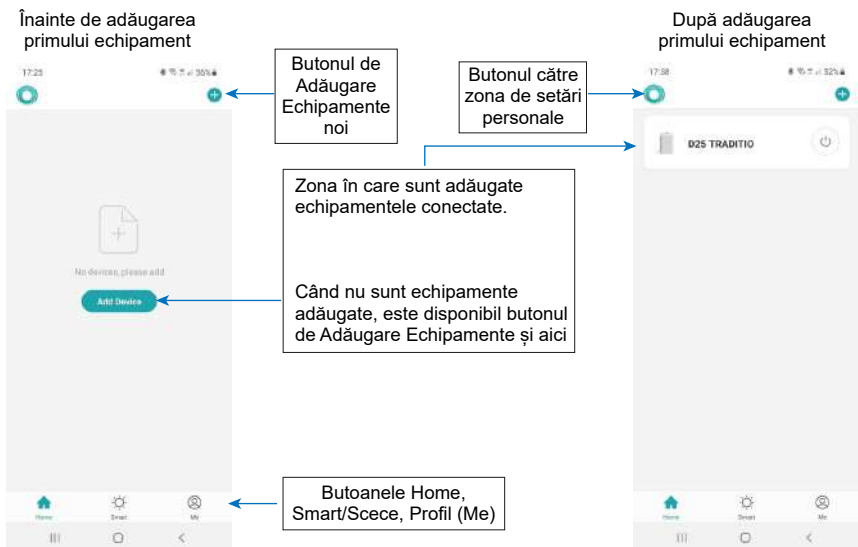 Înainte de adăugarea
primului echipament
După adăugarea
primului echipament
17:25
36%
Butonul de
Adăugare
Echipamente
noi
Butonul către
zona de setări
personale
17:38
32%
D25 TRADITIO
Zona în care sunt adăugate
echipamentele conectate.
Când nu sunt echipamente
adăugate, este disponibil butonul
de Adăugare Echipamente și aici
No devices, please add
Add Device
Butoanele Home,
Smart/Scece, Profil (Me)
Home Smart Me
Home Smart Me